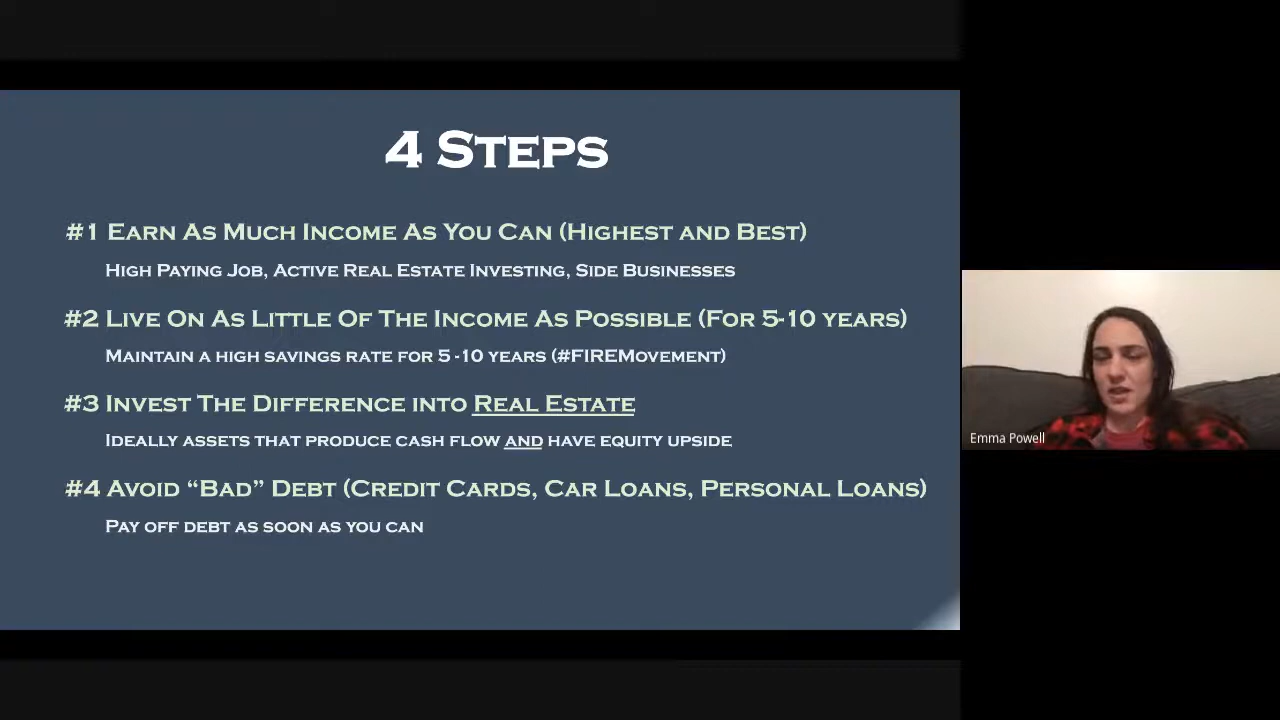 4 Steps
#1 Earn As Much Income As You Can (Highest and Best)
High Paying Job, Active Real Estate Investing, Side Businesses
#2 Live On As Little Of The Income As Possible (For 5-10 years)
Maintain a high savings rate for 5 -10 years (#FIREMovement)
#3 Invest The Difference into Real Estate
Ideally assets that produce cash flow and have equity upside
#4 Avoid “Bad” Debt (Credit Cards, Car Loans, Personal Loans)
Pay off debt as soon as you can
Emma Powell